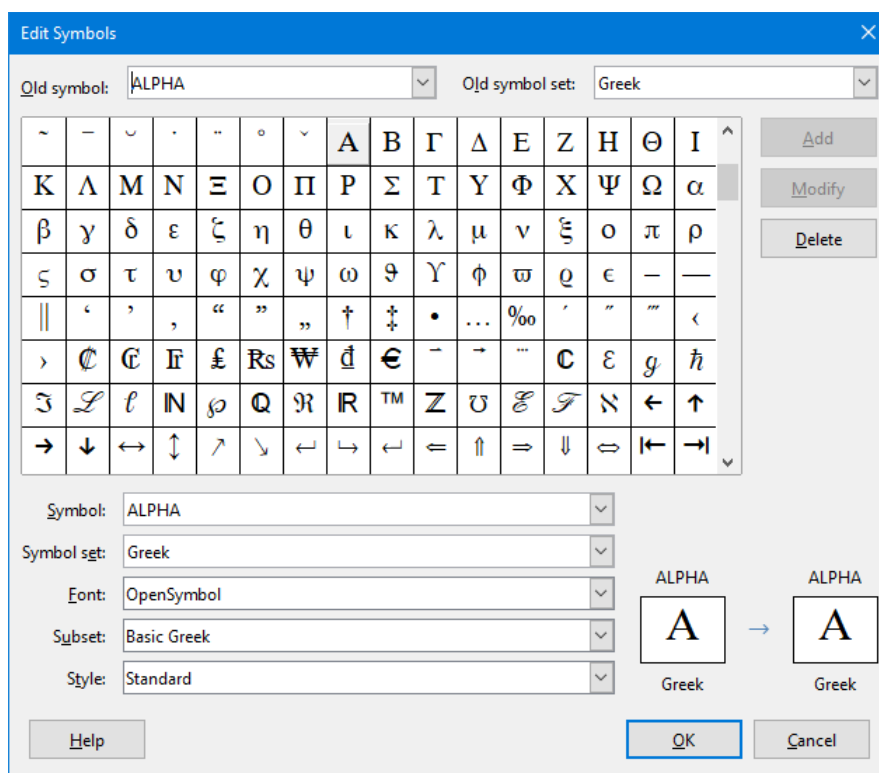 Edit Symbols
Old symbol: ALPHA Old symbol set: Greek
˜ ¯ ˘ ˙ ¨ ˚ ˇ Α Β Γ Δ Ε Ζ Η Θ Ι
Κ Λ Μ Ν Ξ Ο Π Ρ Σ Τ Υ Φ Χ Ψ Ω α
β γ δ ε ζ η θ ι κ λ μ ν ξ ο π ρ
ς σ τ υ φ χ ψ ω ϑ ϒ ϕ ϖ ϱ ϵ – —
‖ ‘ ’ ‚ “ ” „ † ‡ • … ‰ ′ ″ ‴ ‹
› ₡ ₢ ₣ ₤ ₨ ₩ ₫ € ⃐ ⃑ ⃛ ℂ ℇ ℊ ℏ
ℑ ℒ ℓ ℕ ℘ ℚ ℜ ℝ ™ ℤ ℧ ℰ ℱ ℵ ← ↑
→ ↓ ↔ ↕ ↗ ↘ ↵ ↪ ↵ ⇐ ⇑ ⇒ ⇓ ⇔ ⇤ ⇥
Add
Modify
Delete
Symbol: ALPHA
Symbol set: Greek
Font: OpenSymbol
Subset: Basic Greek
Style: Standard
ALPHA ALPHA
Α → Α
Greek Greek
Help OK Cancel